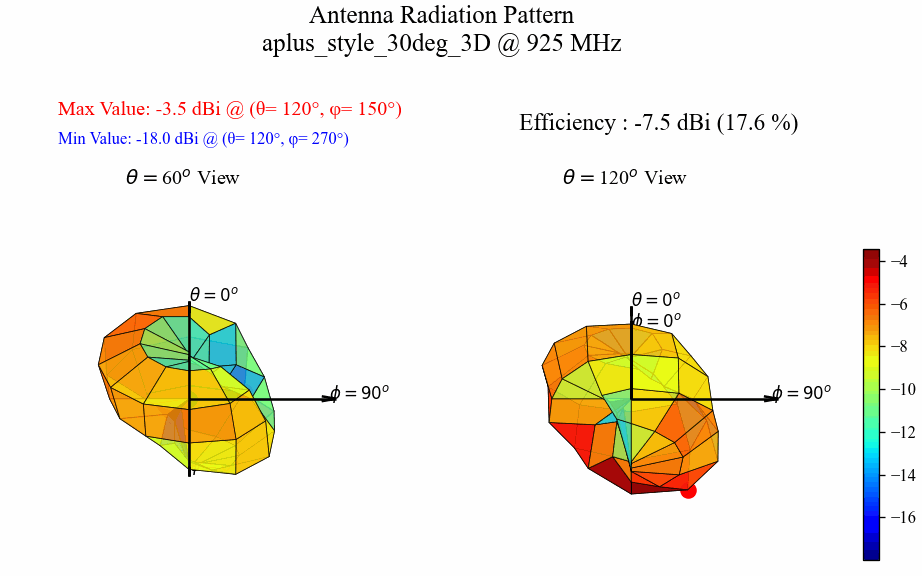 Antenna Radiation Pattern
aplus_style_30deg_3D @ 925 MHz
Max Value: -3.5 dBi @ (θ= 120°, φ= 150°)
Min Value: -18.0 dBi @ (θ= 120°, φ= 270°)
Efficiency : -7.5 dBi (17.6 %)
θ = 60° View
θ = 120° View
θ = 0°
ϕ = 90°
θ = 0°
ϕ = 0°
ϕ = 90°
−4
−6
−8
−10
−12
−14
−16